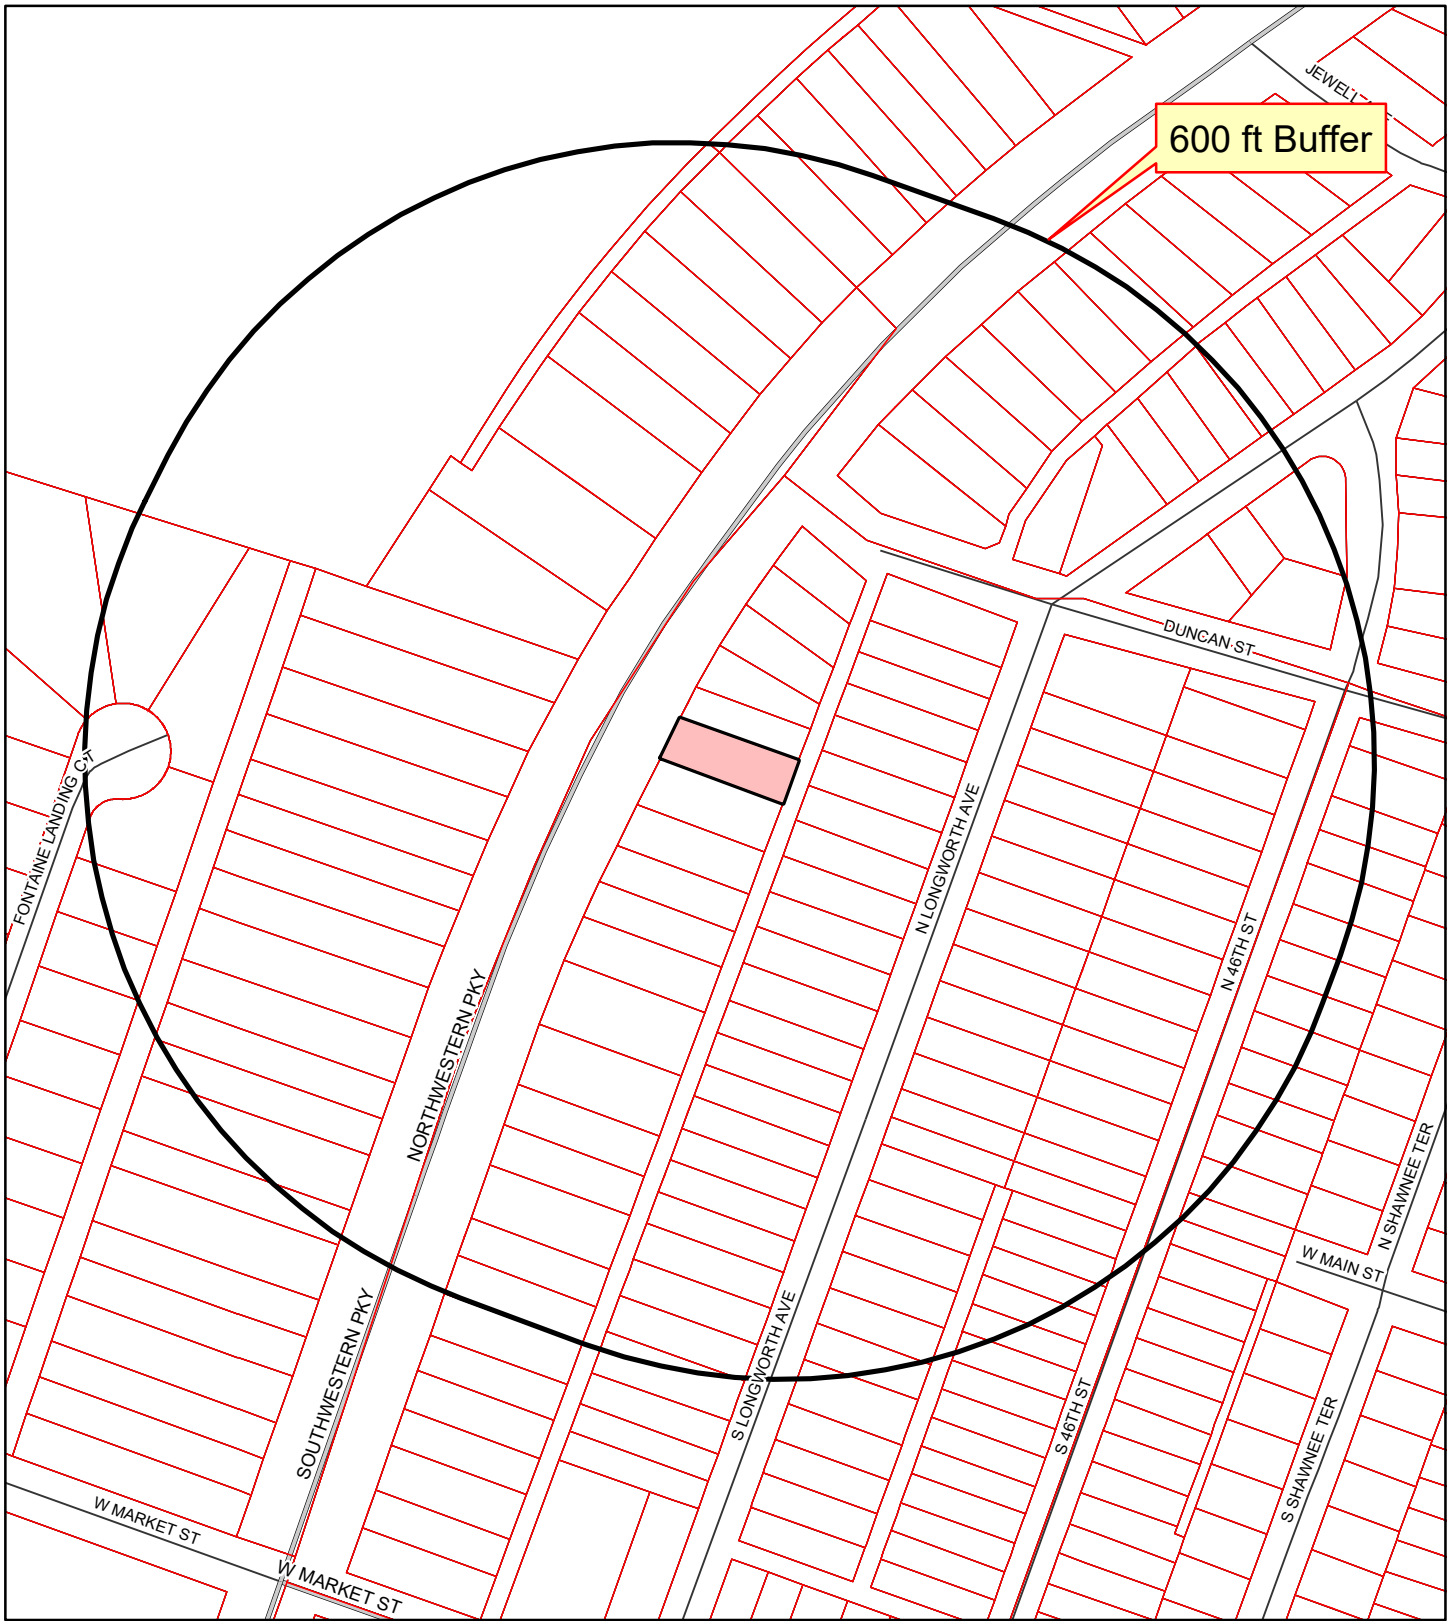 JEWELL
600 ft Buffer
DUNCAN ST
FONTAINE LANDING CT
N LONGWORTH AVE
N 46TH ST
NORTHWESTERN PKY
N SHAWNEE TER
W MAIN ST
SOUTHWESTERN PKY
S LONGWORTH AVE
S 46TH ST
S SHAWNEE TER
W MARKET ST
W MARKET ST